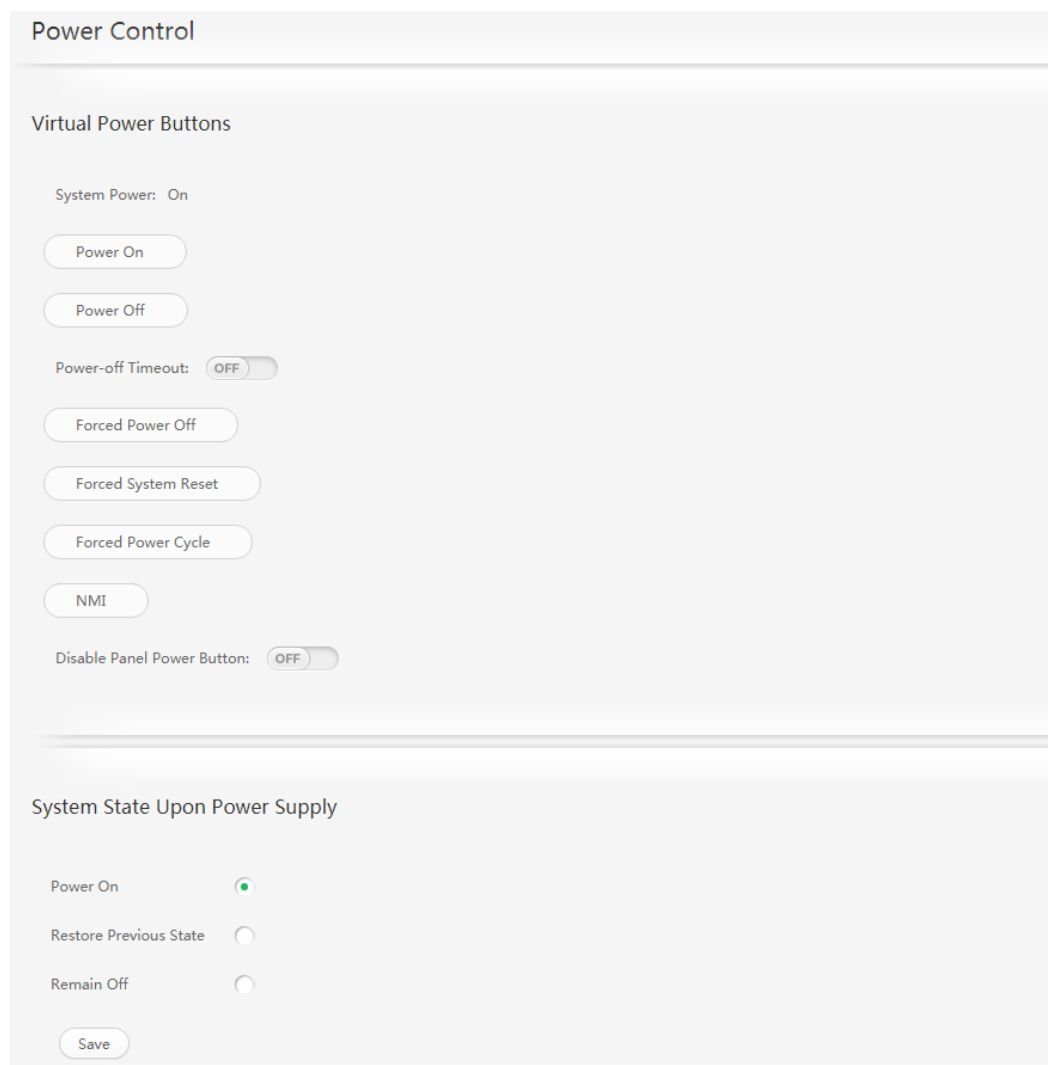 Power Control
Virtual Power Buttons
System Power: On
Power On
Power Off
Power-off Timeout: OFF
Forced Power Off
Forced System Reset
Forced Power Cycle
NMI
Disable Panel Power Button: OFF
System State Upon Power Supply
Power On
Restore Previous State
Remain Off
Save